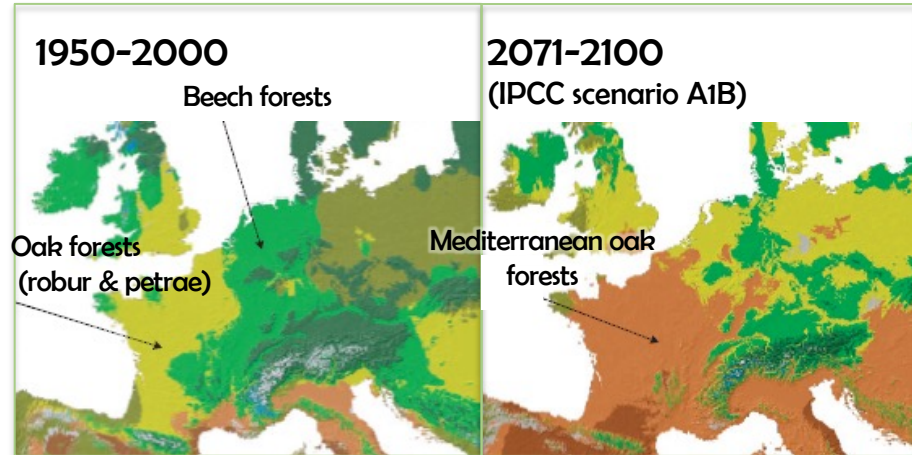 1950-2000
Beech forests
Oak forests
(robur & petrae)
2071-2100
(IPCC scenario A1B)
Mediterranean oak
forests